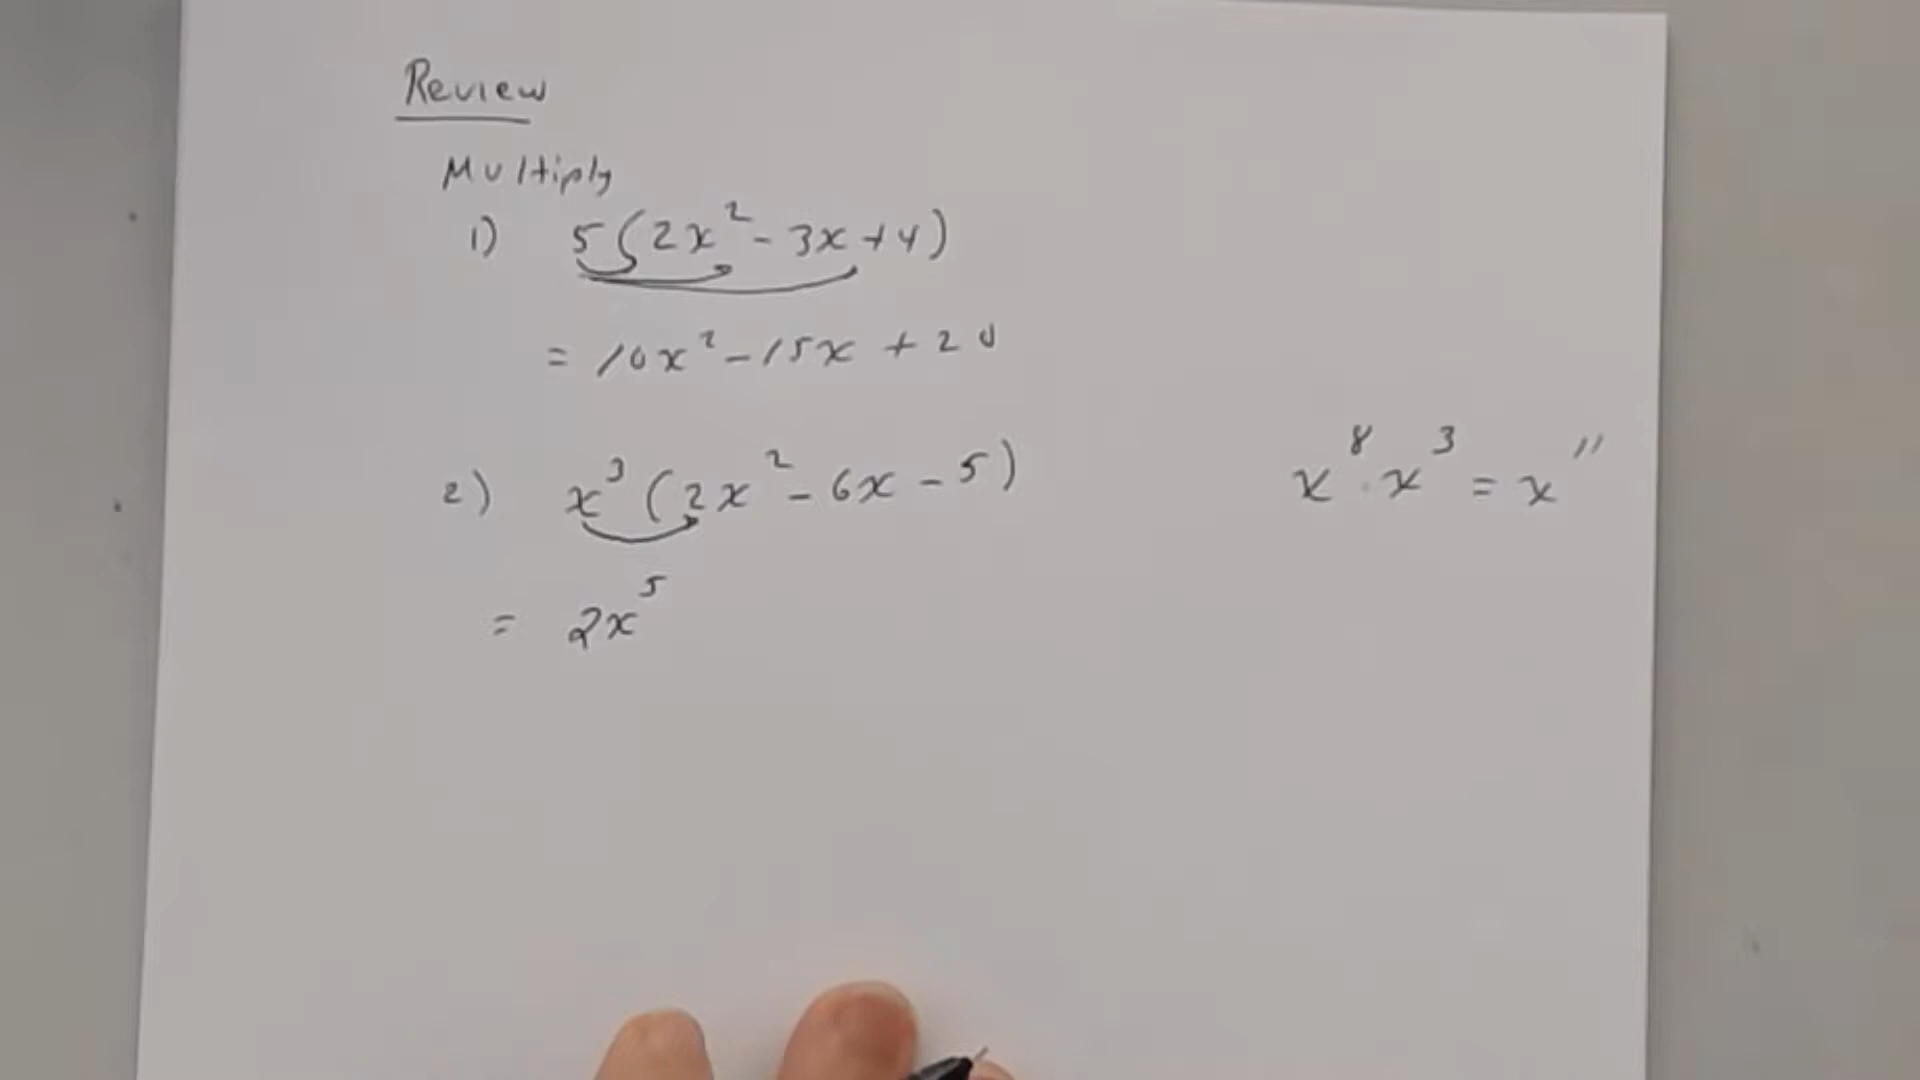 Review
Multiply
1) 5(2x² - 3x + 4)
= 10x² - 15x + 20
2) x³(2x² - 6x - 5)
x⁸ · x³ = x¹¹
= 2x⁵